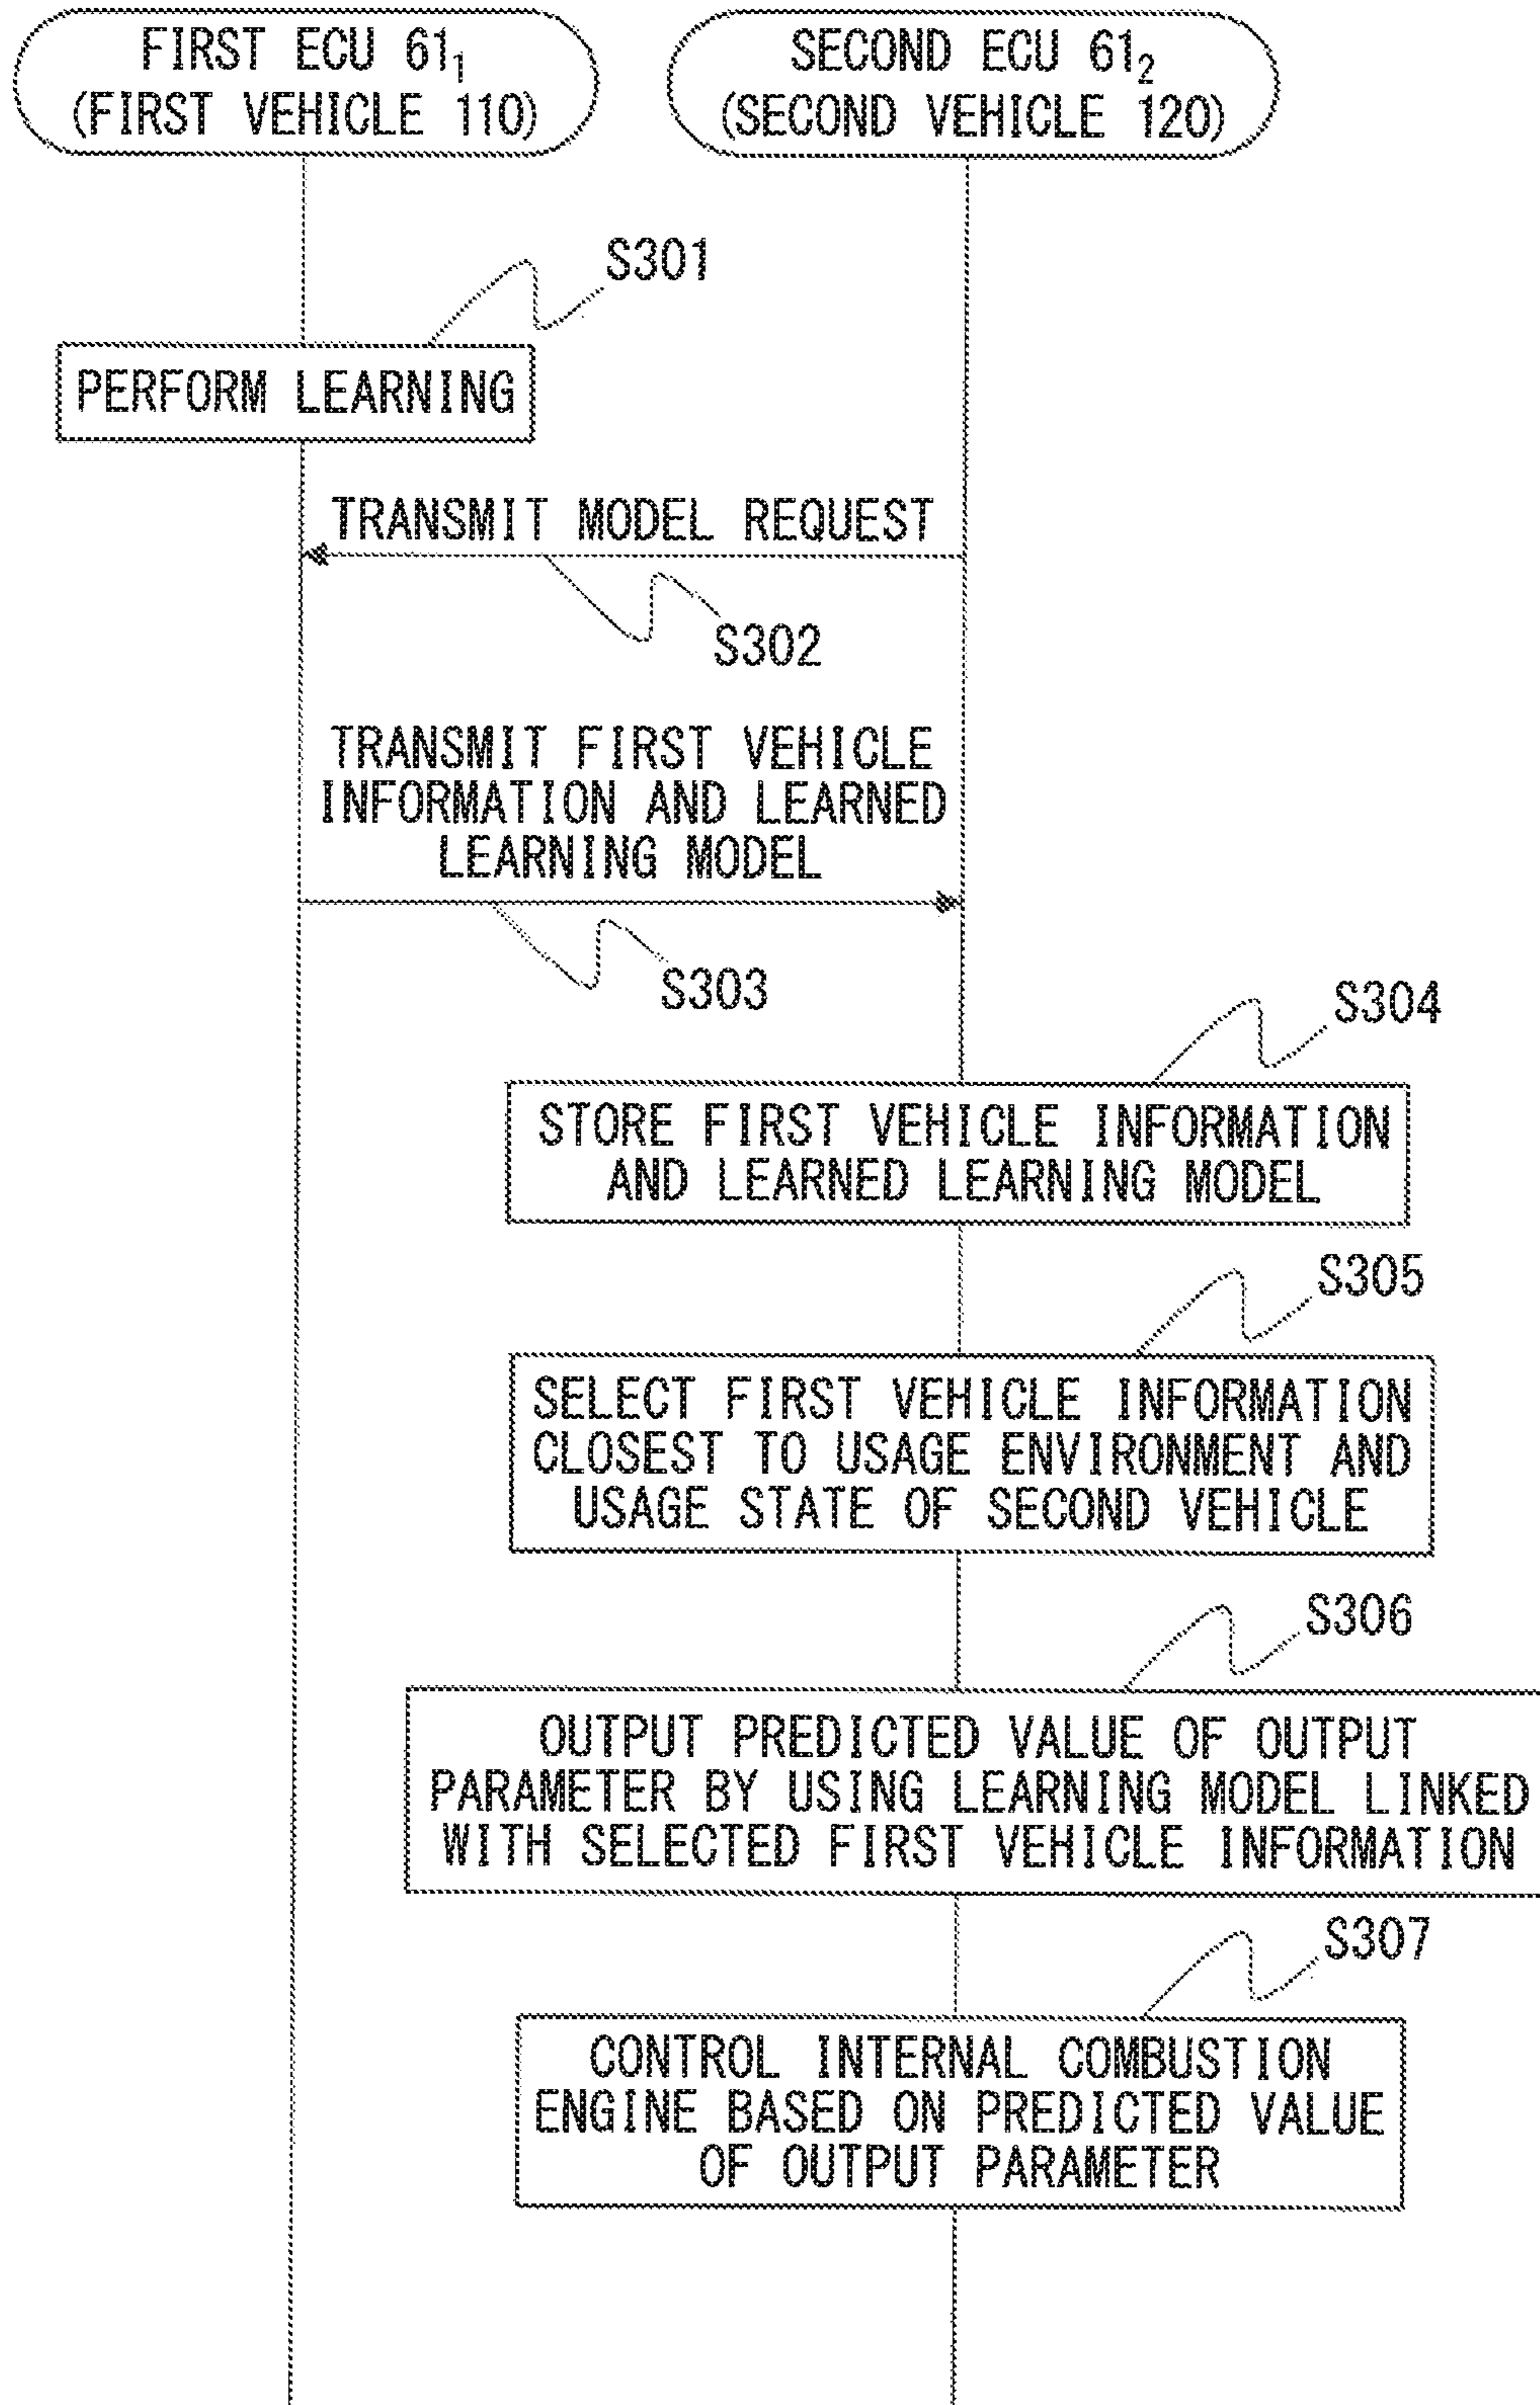 FIRST ECU 61₁
(FIRST VEHICLE 110)
SECOND ECU 61₂
(SECOND VEHICLE 120)
S301
PERFORM LEARNING
TRANSMIT MODEL REQUEST
S302
TRANSMIT FIRST VEHICLE
INFORMATION AND LEARNED
LEARNING MODEL
S303
S304
STORE FIRST VEHICLE INFORMATION
AND LEARNED LEARNING MODEL
S305
SELECT FIRST VEHICLE INFORMATION
CLOSEST TO USAGE ENVIRONMENT AND
USAGE STATE OF SECOND VEHICLE
S306
OUTPUT PREDICTED VALUE OF OUTPUT
PARAMETER BY USING LEARNING MODEL LINKED
WITH SELECTED FIRST VEHICLE INFORMATION
S307
CONTROL INTERNAL COMBUSTION
ENGINE BASED ON PREDICTED VALUE
OF OUTPUT PARAMETER